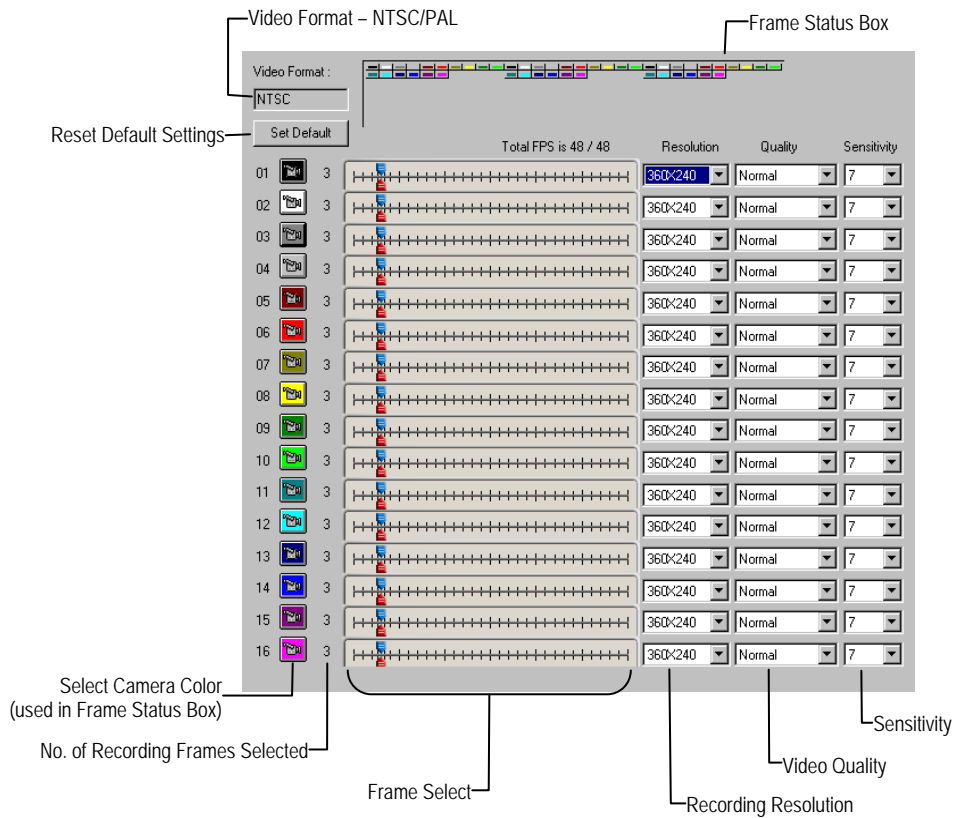 Video Format – NTSC/PAL
Frame Status Box
Video Format :
NTSC
Reset Default Settings
Set Default
Total FPS is 48 / 48 Resolution Quality Sensitivity
01 3 360X240 Normal 7
02 3 360X240 Normal 7
03 3 360X240 Normal 7
04 3 360X240 Normal 7
05 3 360X240 Normal 7
06 3 360X240 Normal 7
07 3 360X240 Normal 7
08 3 360X240 Normal 7
09 3 360X240 Normal 7
10 3 360X240 Normal 7
11 3 360X240 Normal 7
12 3 360X240 Normal 7
13 3 360X240 Normal 7
14 3 360X240 Normal 7
15 3 360X240 Normal 7
16 3 360X240 Normal 7
Select Camera Color
(used in Frame Status Box)
Sensitivity
No. of Recording Frames Selected
Video Quality
Frame Select
Recording Resolution